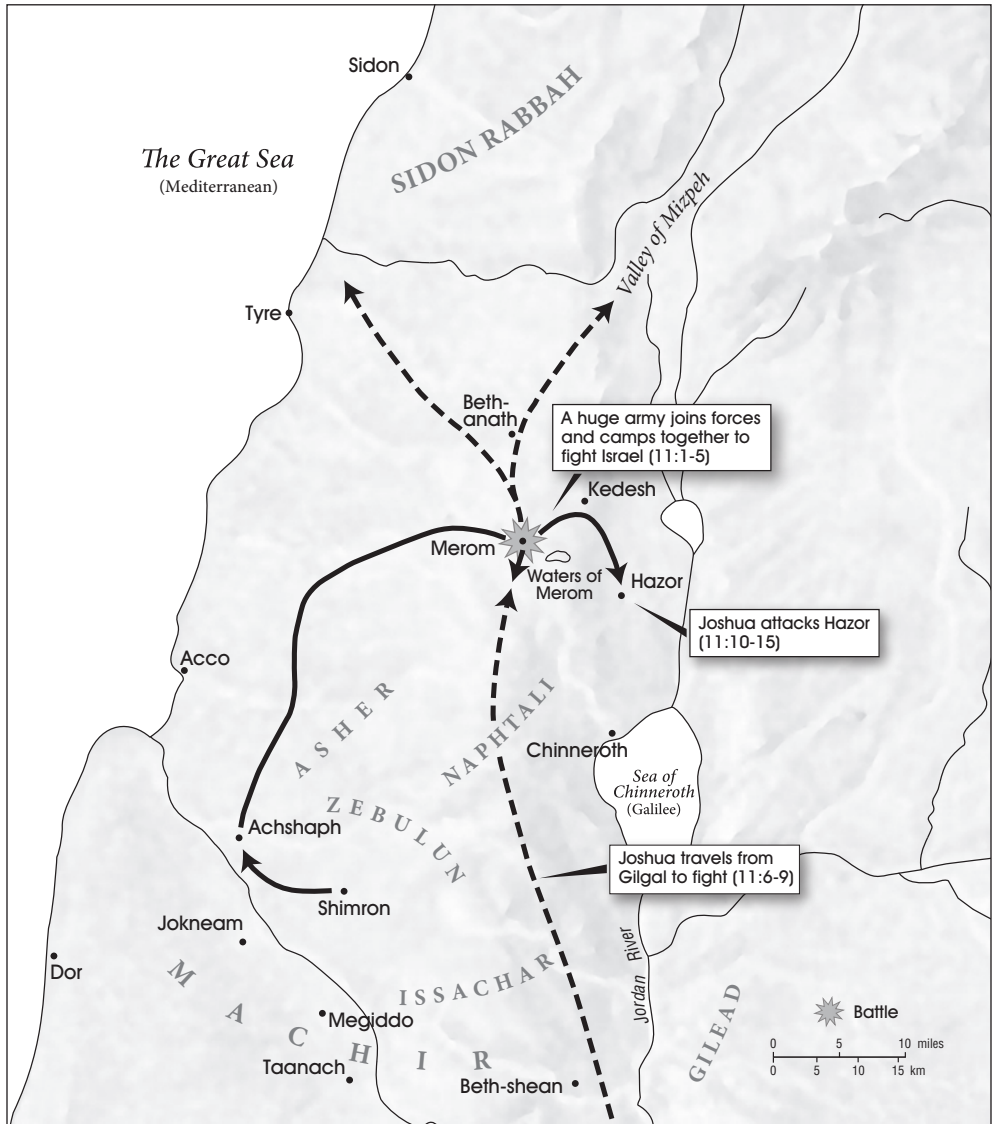 Sidon
SIDON RABBAH
The Great Sea
(Mediterranean)
Valley of Mizpeh
Tyre
Beth-
anath
A huge army joins forces
and camps together to
fight Israel (11:1-5)
Kedesh
Merom
Waters of
Merom
Hazor
Joshua attacks Hazor
(11:10-15)
Acco
ASHER
NAPHTALI
Chinneroth
Sea of
Chinneroth
(Galilee)
ZEBULUN
Achshaph
Joshua travels from
Gilgal to fight (11:6-9)
Shimron
Jokneam
Dor
Jordan River
ISSACHAR
MACHIR
GILEAD
Megiddo
Taanach
Beth-shean
Battle
0 5 10 miles
0 5 10 15 km